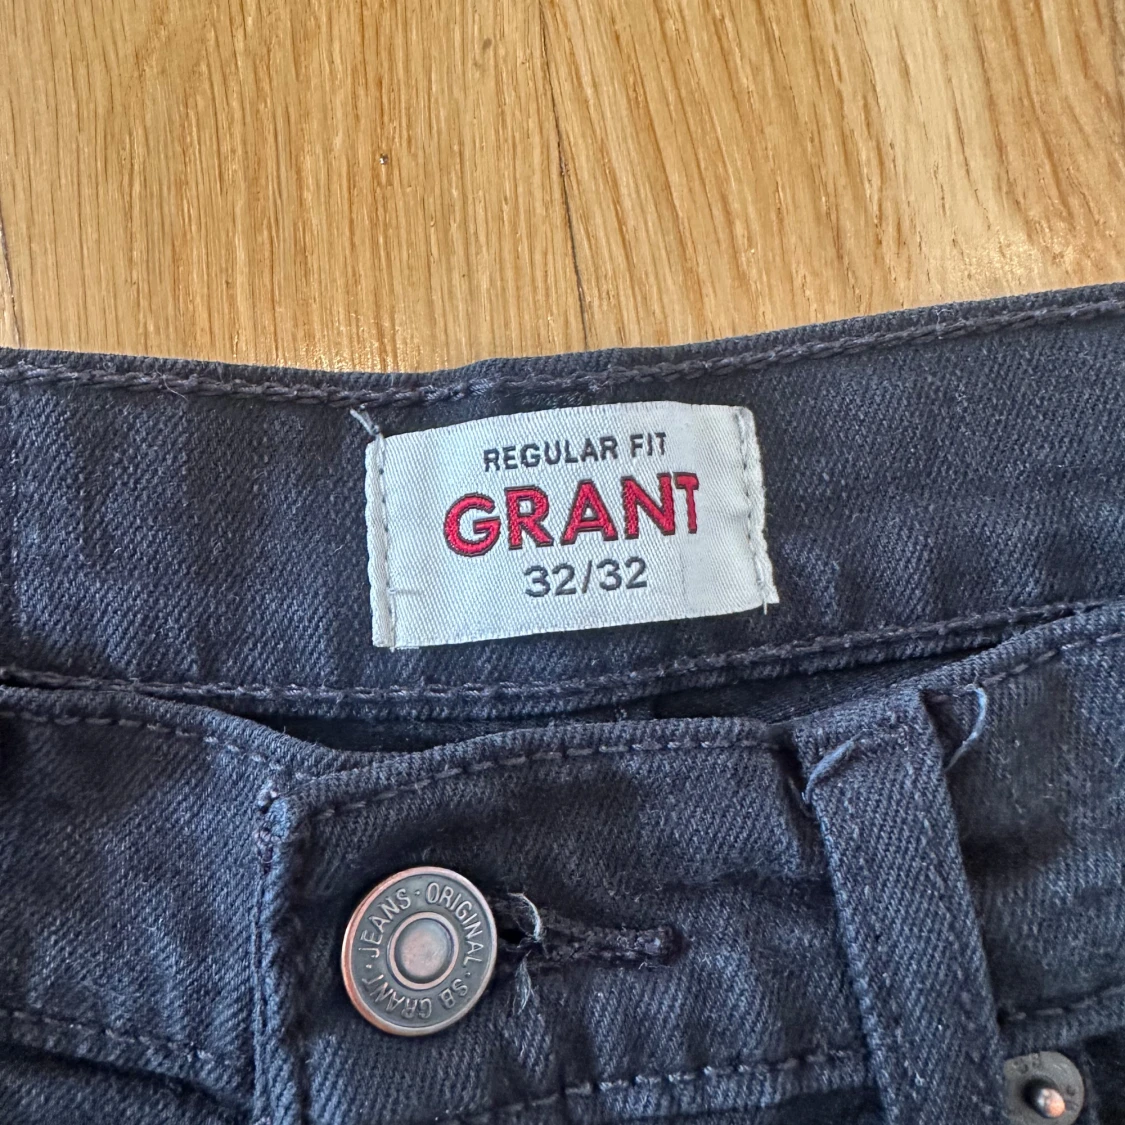 REGULAR FIT
GRANT
32/32
JEANS · ORIGINAL · SB GRANT ·